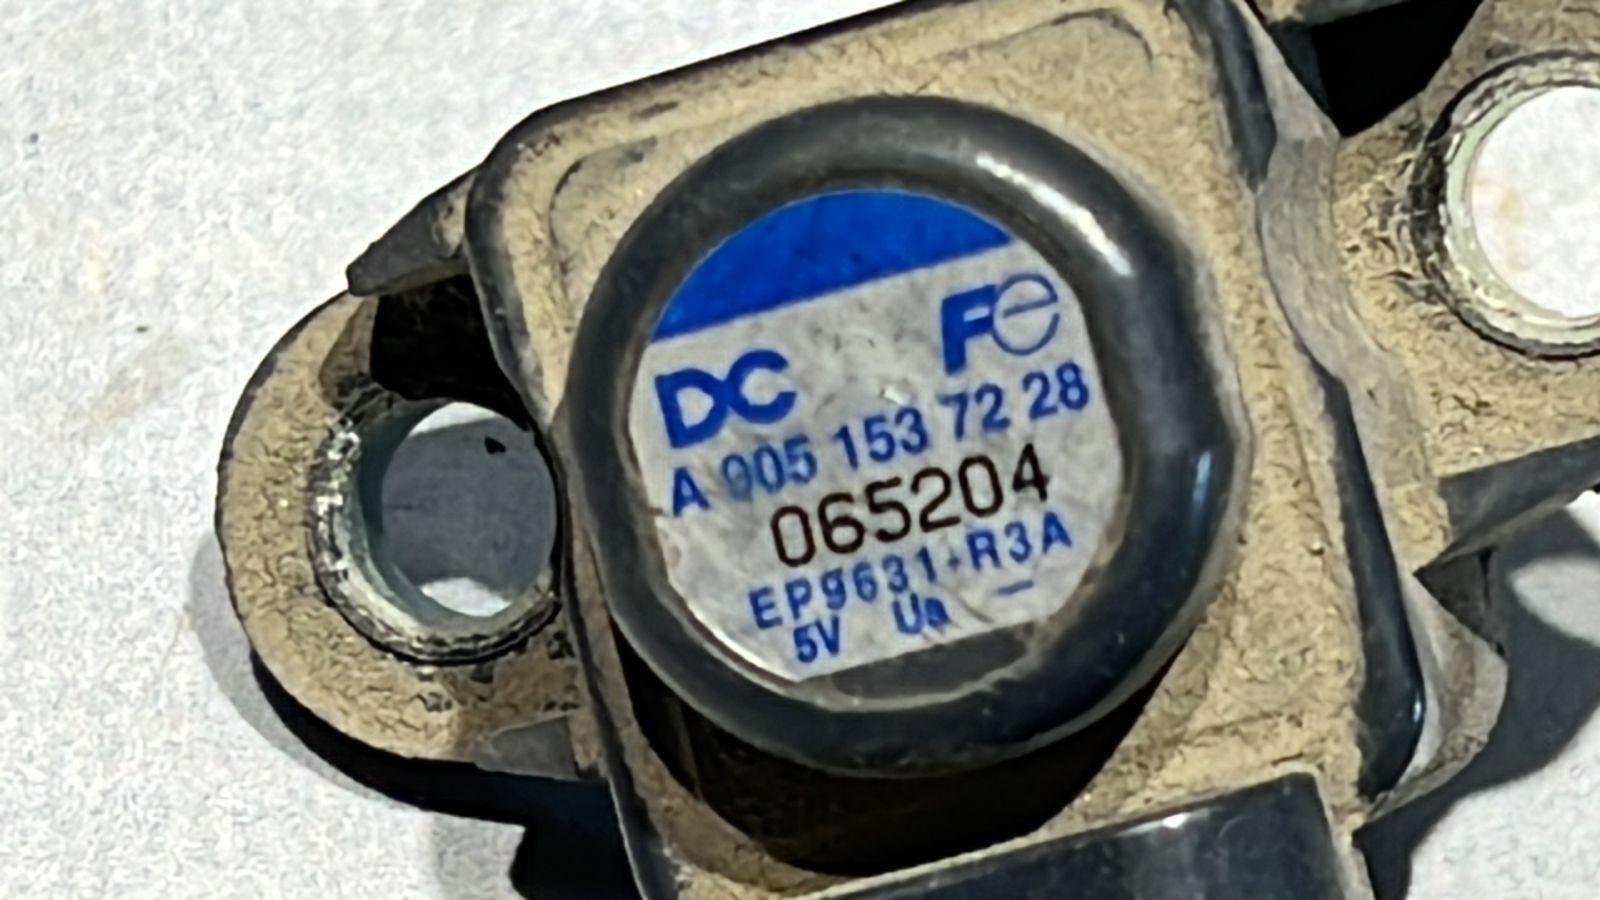 DC Fe
A 905 153 72 28
065204
EP9631-R3A
5V Ua –